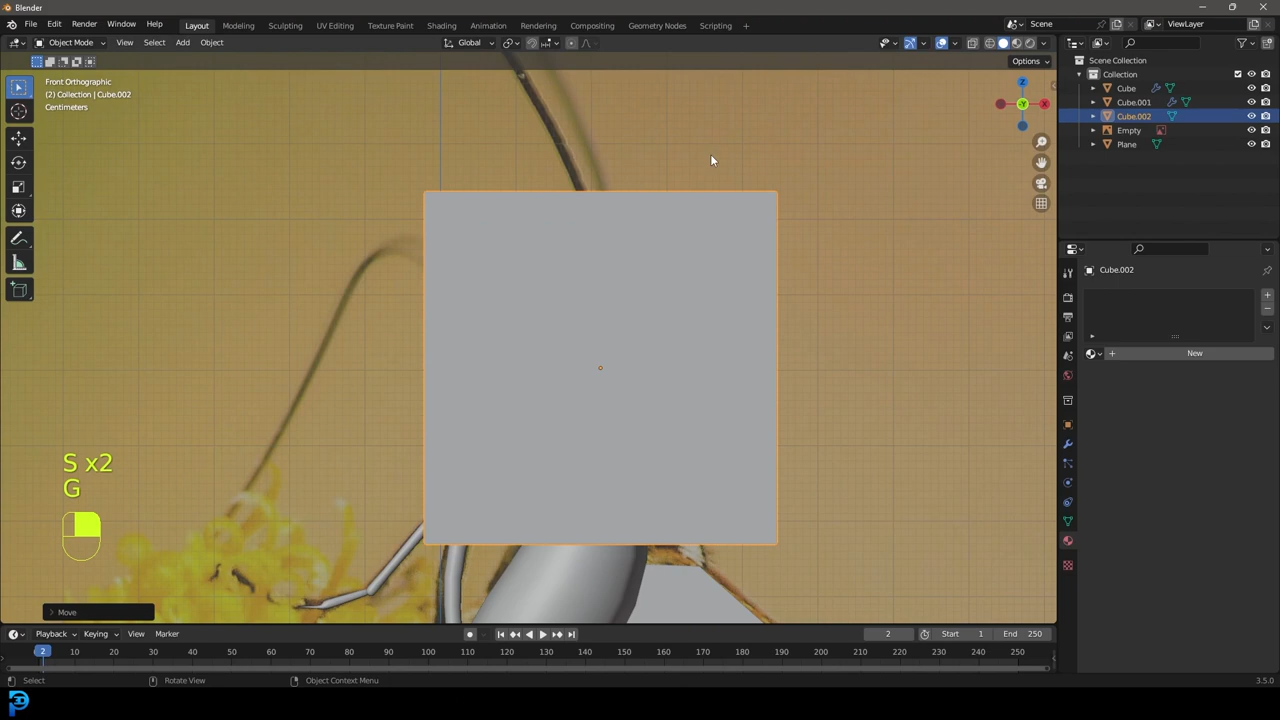 Blender
File Edit Render Window Help Layout Modeling Sculpting UV Editing Texture Paint Shading Animation Rendering Compositing Geometry Nodes Scripting + Scene ViewLayer
Object Mode View Select Add Object Global
Options
Front Orthographic
(2) Collection | Cube.002
Centimeters
Z
-Y
X
Scene Collection
Collection
Cube
Cube.001
Cube.002
Empty
Plane
Cube.002
+ New
S x2
G
> Move
Playback Keying View Marker 2 Start 1 End 250
2 10 20 30 40 50 60 70 80 90 100 110 120 130 140 150 160 170 180 190 200 210 220 230 240 250
Select Rotate View Object Context Menu 3.5.0